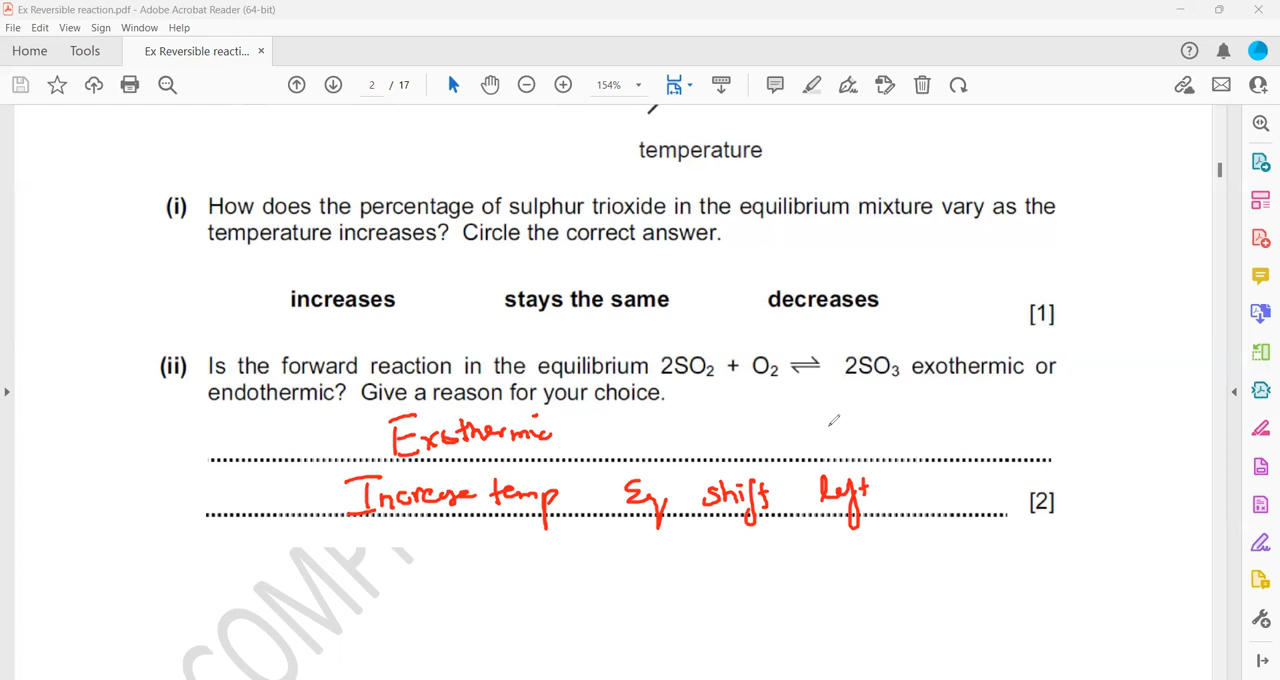 Ex Reversible reaction.pdf - Adobe Acrobat Reader (64-bit)
File Edit View Sign Window Help
Home Tools Ex Reversible reacti... ×
2 / 17 154%
temperature
(i) How does the percentage of sulphur trioxide in the equilibrium mixture vary as the
temperature increases? Circle the correct answer.
increases stays the same decreases
[1]
(ii) Is the forward reaction in the equilibrium 2SO₂ + O₂ ⇌ 2SO₃ exothermic or
endothermic? Give a reason for your choice.
Exothermic
Increase temp Eq shift left [2]